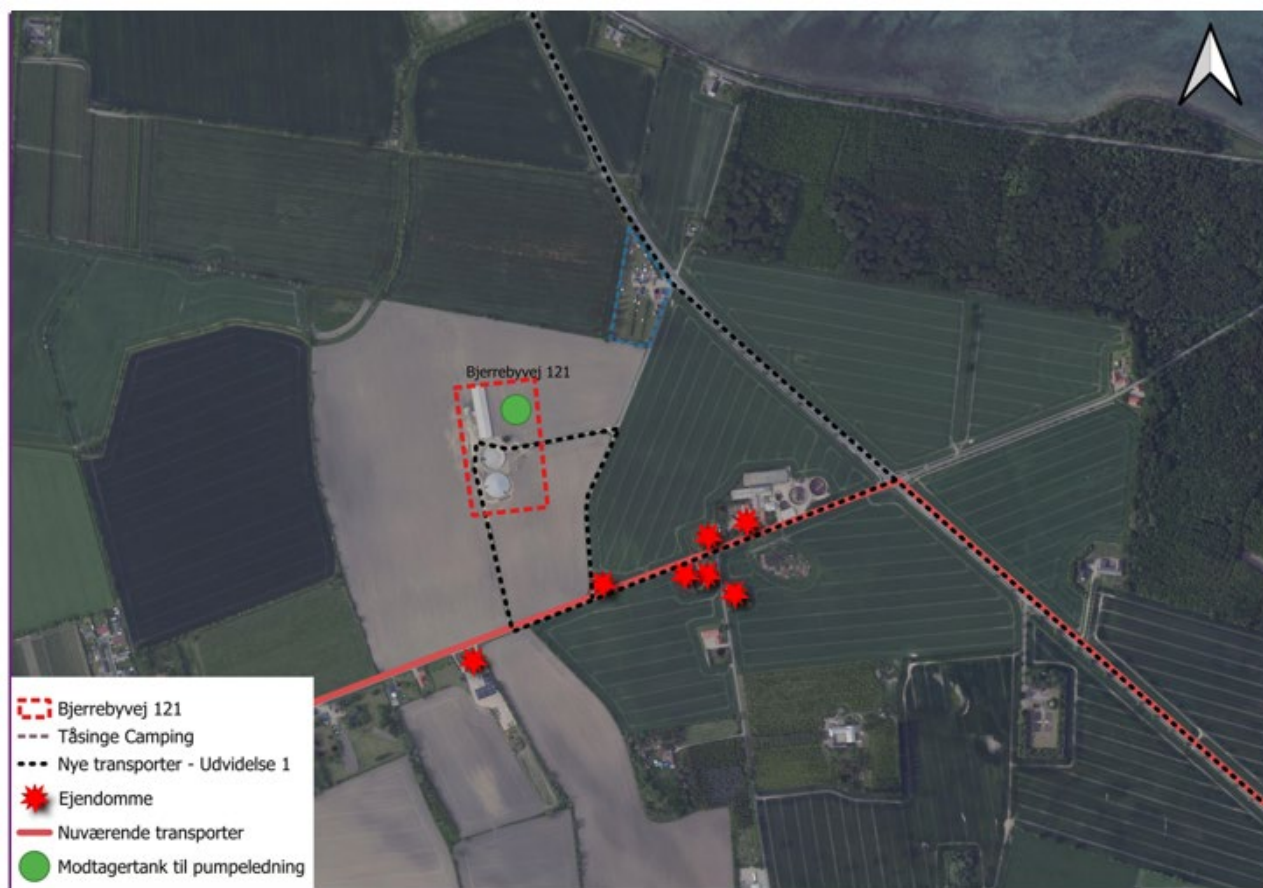 Bjerrebyvej 121
Bjerrebyvej 121
Tåsinge Camping
Nye transporter - Udvidelse 1
Ejendomme
Nuværende transporter
Modtagertank til pumpeledning